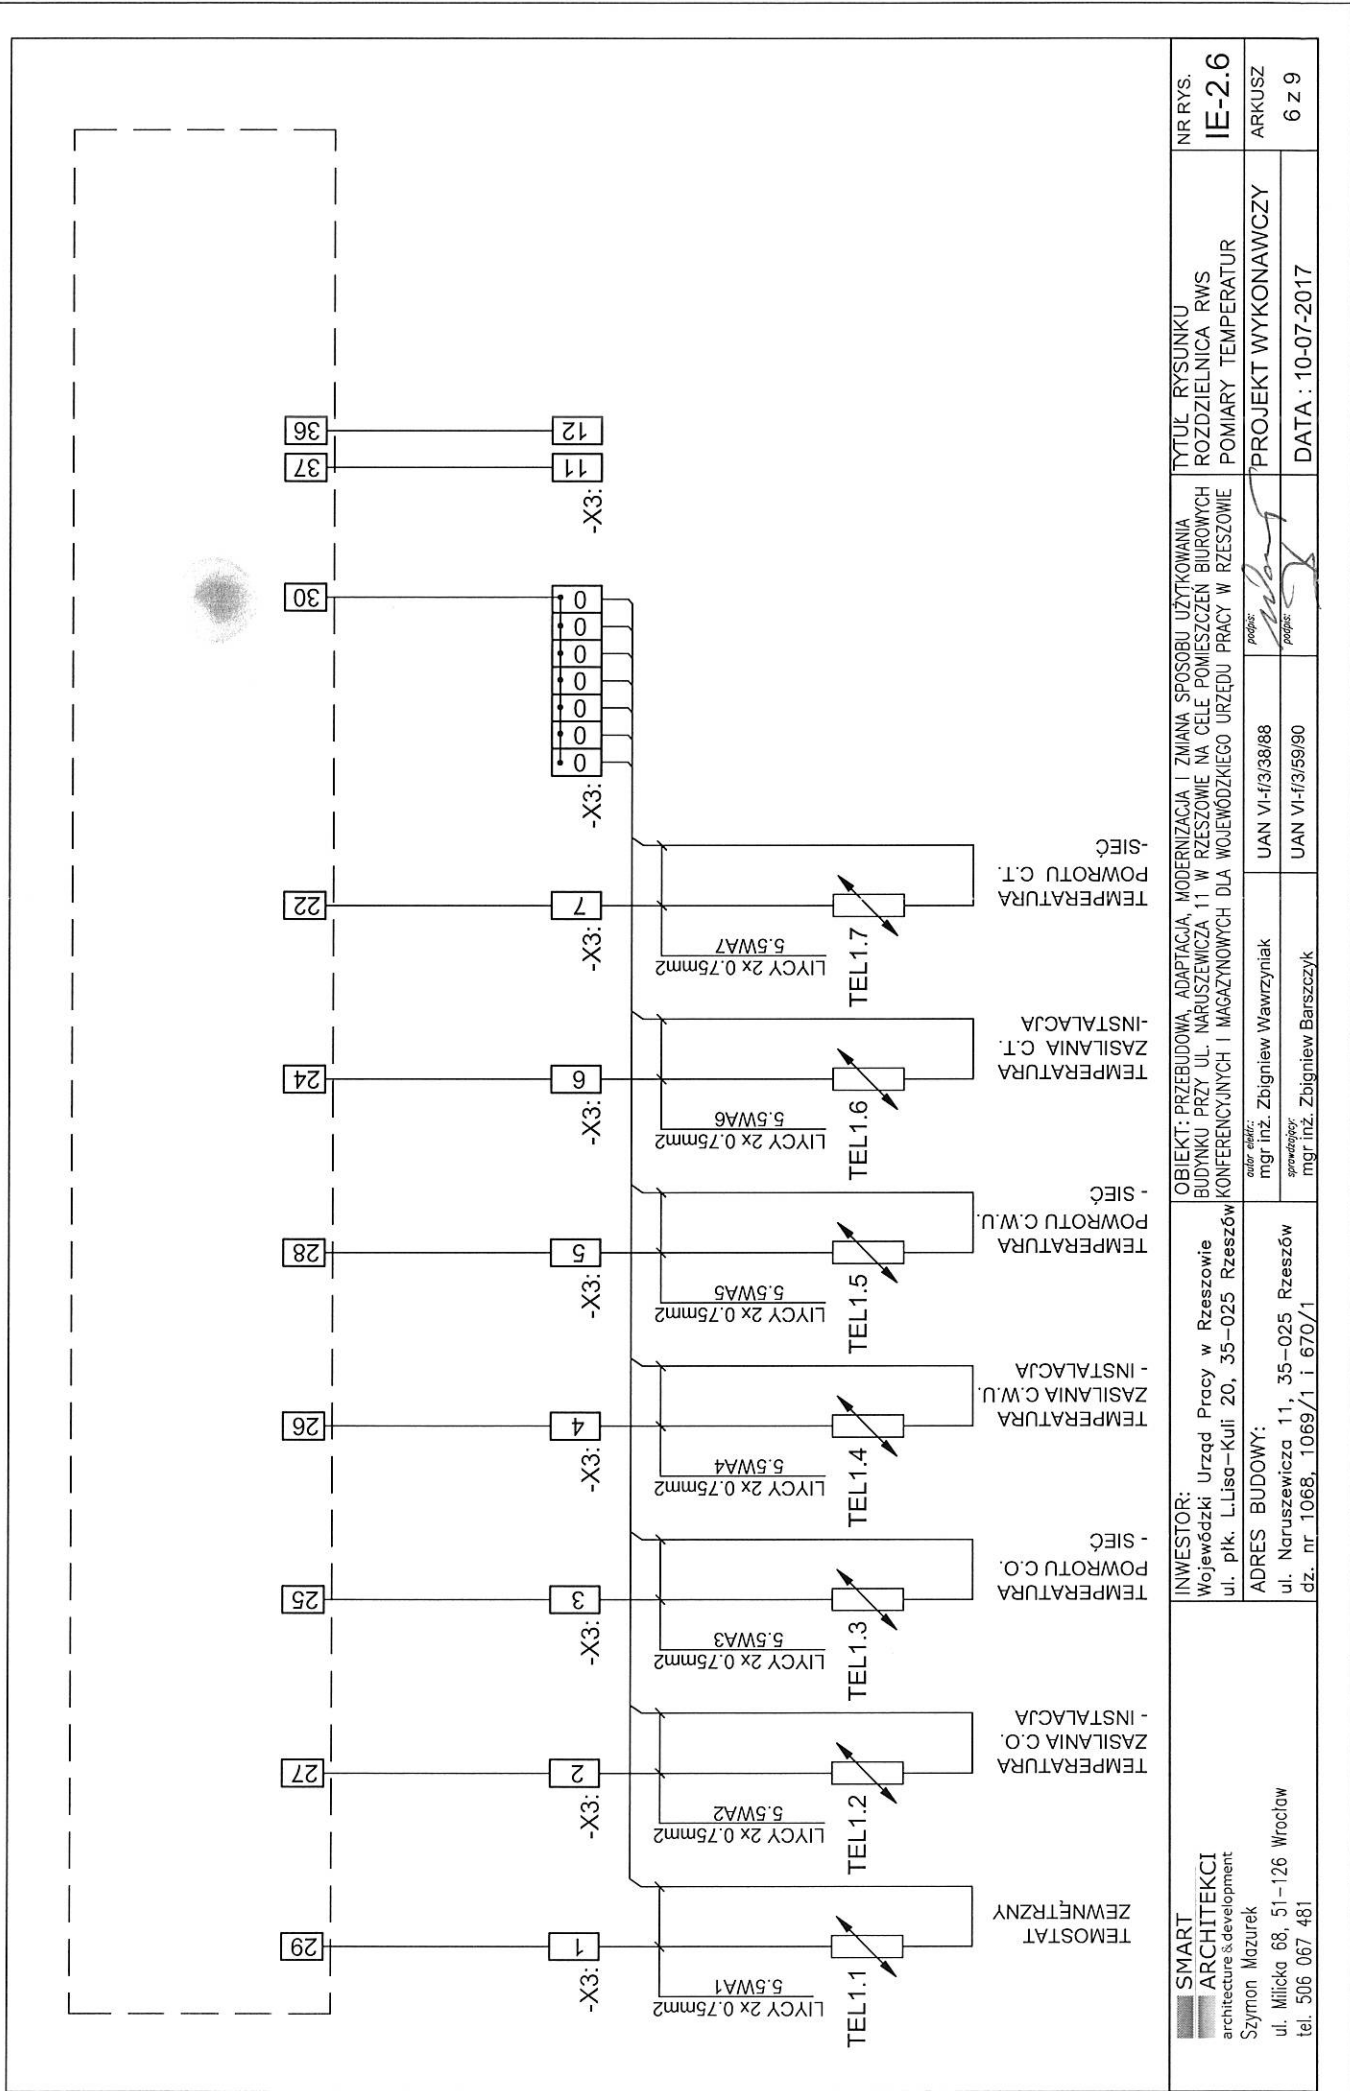 29
27
25
26
28
24
22
30
37
36
-X3:
1
-X3:
2
-X3:
3
-X3:
4
-X3:
5
-X3:
6
-X3:
7
-X3:
0
0
0
0
0
0
0
-X3:
11
12
LIYCY 2x 0.75mm2
5.5WA1
LIYCY 2x 0.75mm2
5.5WA2
LIYCY 2x 0.75mm2
5.5WA3
LIYCY 2x 0.75mm2
5.5WA4
LIYCY 2x 0.75mm2
5.5WA5
LIYCY 2x 0.75mm2
5.5WA6
LIYCY 2x 0.75mm2
5.5WA7
TEL1.1
TEL1.2
TEL1.3
TEL1.4
TEL1.5
TEL1.6
TEL1.7
TEMOSTAT
ZEWNĘTRZNY
TEMPERATURA
ZASILANIA C.O.
- INSTALACJA
TEMPERATURA
POWROTU C.O.
- SIEĆ
TEMPERATURA
ZASILANIA C.W.U.
- INSTALACJA
TEMPERATURA
POWROTU C.W.U.
- SIEĆ
TEMPERATURA
ZASILANIA C.T.
-INSTALACJA
TEMPERATURA
POWROTU C.T.
-SIEĆ
SMART
ARCHITEKCI
architecture & development
Szymon Mazurek
ul. Milicka 68, 51-126 Wrocław
tel. 506 067 481
INWESTOR:
Wojewódzki Urząd Pracy w Rzeszowie
ul. płk. L.Lisa-Kuli 20, 35-025 Rzeszów
ADRES BUDOWY:
ul. Naruszewicza 11, 35-025 Rzeszów
dz. nr 1068, 1069/1 i 670/1
OBIEKT: PRZEBUDOWA, ADAPTACJA, MODERNIZACJA I ZMIANA SPOSOBU UŻYTKOWANIA
BUDYNKU PRZY UL. NARUSZEWICZA 11 W RZESZOWIE NA CELE POMIESZCZEŃ BIUROWYCH
KONFERENCYJNYCH I MAGAZYNOWYCH DLA WOJEWÓDZKIEGO URZĘDU PRACY W RZESZOWIE
autor elektr.:
mgr inż. Zbigniew Wawrzyniak
UAN VI-f/3/38/88
podpis:
sprawdzający:
mgr inż. Zbigniew Barszczyk
UAN VI-f/3/59/90
podpis:
TYTUŁ RYSUNKU
ROZDZIELNICA RWS
POMIARY TEMPERATUR
PROJEKT WYKONAWCZY
DATA : 10-07-2017
NR RYS.
IE-2.6
ARKUSZ
6 z 9